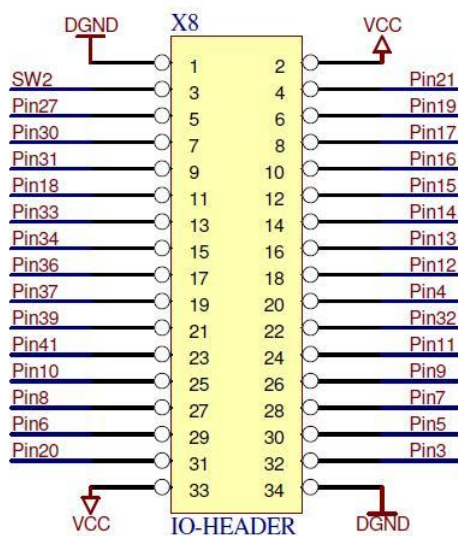 DGND X8 VCC
1 2
SW2 3 4 Pin21
Pin27 5 6 Pin19
Pin30 7 8 Pin17
Pin31 9 10 Pin16
Pin18 11 12 Pin15
Pin33 13 14 Pin14
Pin34 15 16 Pin13
Pin36 17 18 Pin12
Pin37 19 20 Pin4
Pin39 21 22 Pin32
Pin41 23 24 Pin11
Pin10 25 26 Pin9
Pin8 27 28 Pin7
Pin6 29 30 Pin5
Pin20 31 32 Pin3
33 34
VCC IO-HEADER DGND